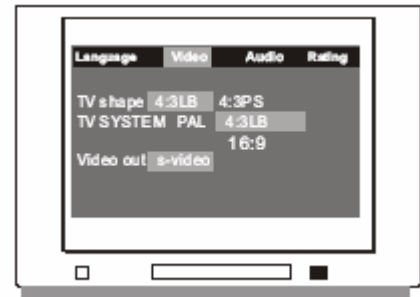 Language Video Audio Rating
TV shape 4:3LB 4:3PS
TV SYSTEM PAL 4:3LB
16:9
Video out s-video